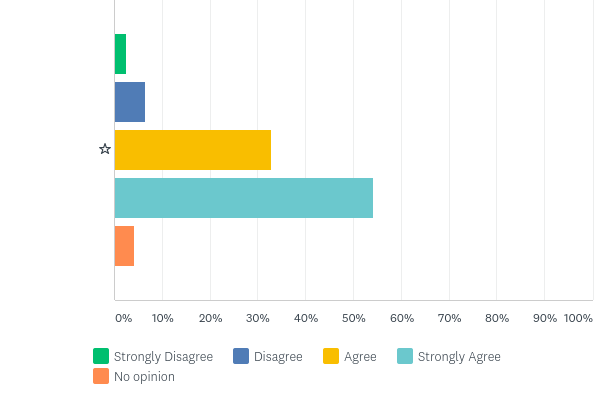 ☆
0% 10% 20% 30% 40% 50% 60% 70% 80% 90% 100%
Strongly Disagree Disagree Agree Strongly Agree
No opinion